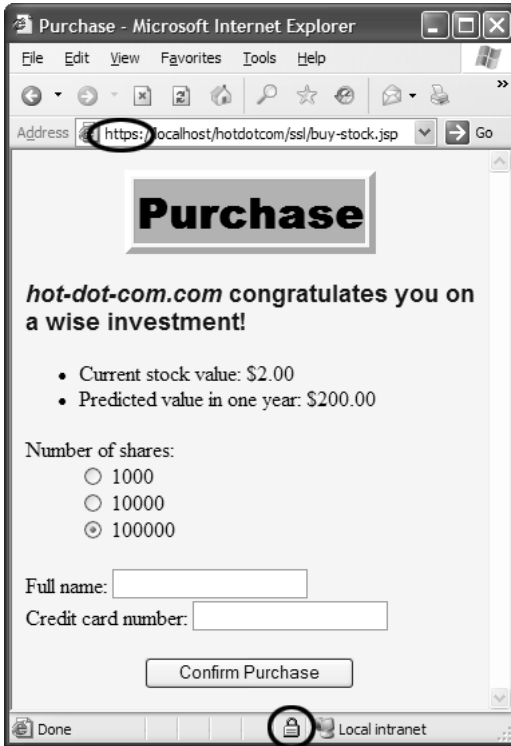 Purchase - Microsoft Internet Explorer
File Edit View Favorites Tools Help
Address https://localhost/hotdotcom/ssl/buy-stock.jsp Go
Purchase
hot-dot-com.com congratulates you on
a wise investment!
• Current stock value: $2.00
• Predicted value in one year: $200.00
Number of shares:
1000
10000
100000
Full name:
Credit card number:
Confirm Purchase
Done Local intranet